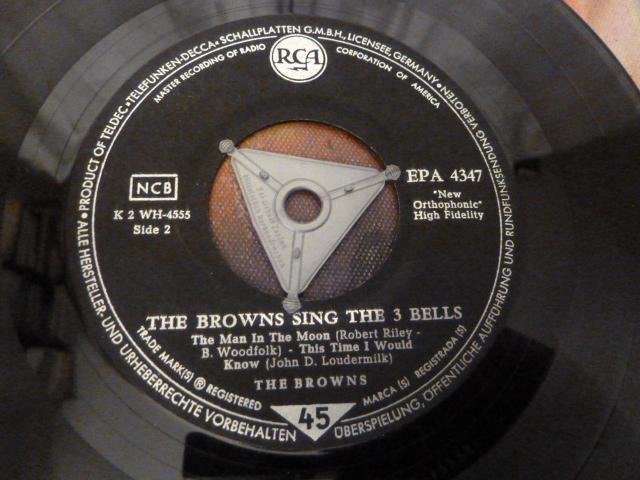 • PRODUCT OF TELDEC • TELEFUNKEN-DECCA • SCHALLPLATTEN G.M.B.H., LICENSEE, GERMANY •
MASTER RECORDING OF RADIO CORPORATION OF AMERICA
RCA
NCB
K 2 WH-4555
Side 2
EPA 4347
"New
Orthophonic"
High Fidelity
THE BROWNS SING THE 3 BELLS
The Man In The Moon (Robert Riley -
B. Woodfolk) - This Time I Would
Know (John D. Loudermilk)
THE BROWNS
TRADE MARK(S) ® REGISTERED
MARCA (S) REGISTRADA(S)
45
ALLE HERSTELLER- UND URHEBERRECHTE VORBEHALTEN
ÜBERSPIELUNG, ÖFFENTLICHE AUFFÜHRUNG UND RUNDFUNKSENDUNG VERBOTEN